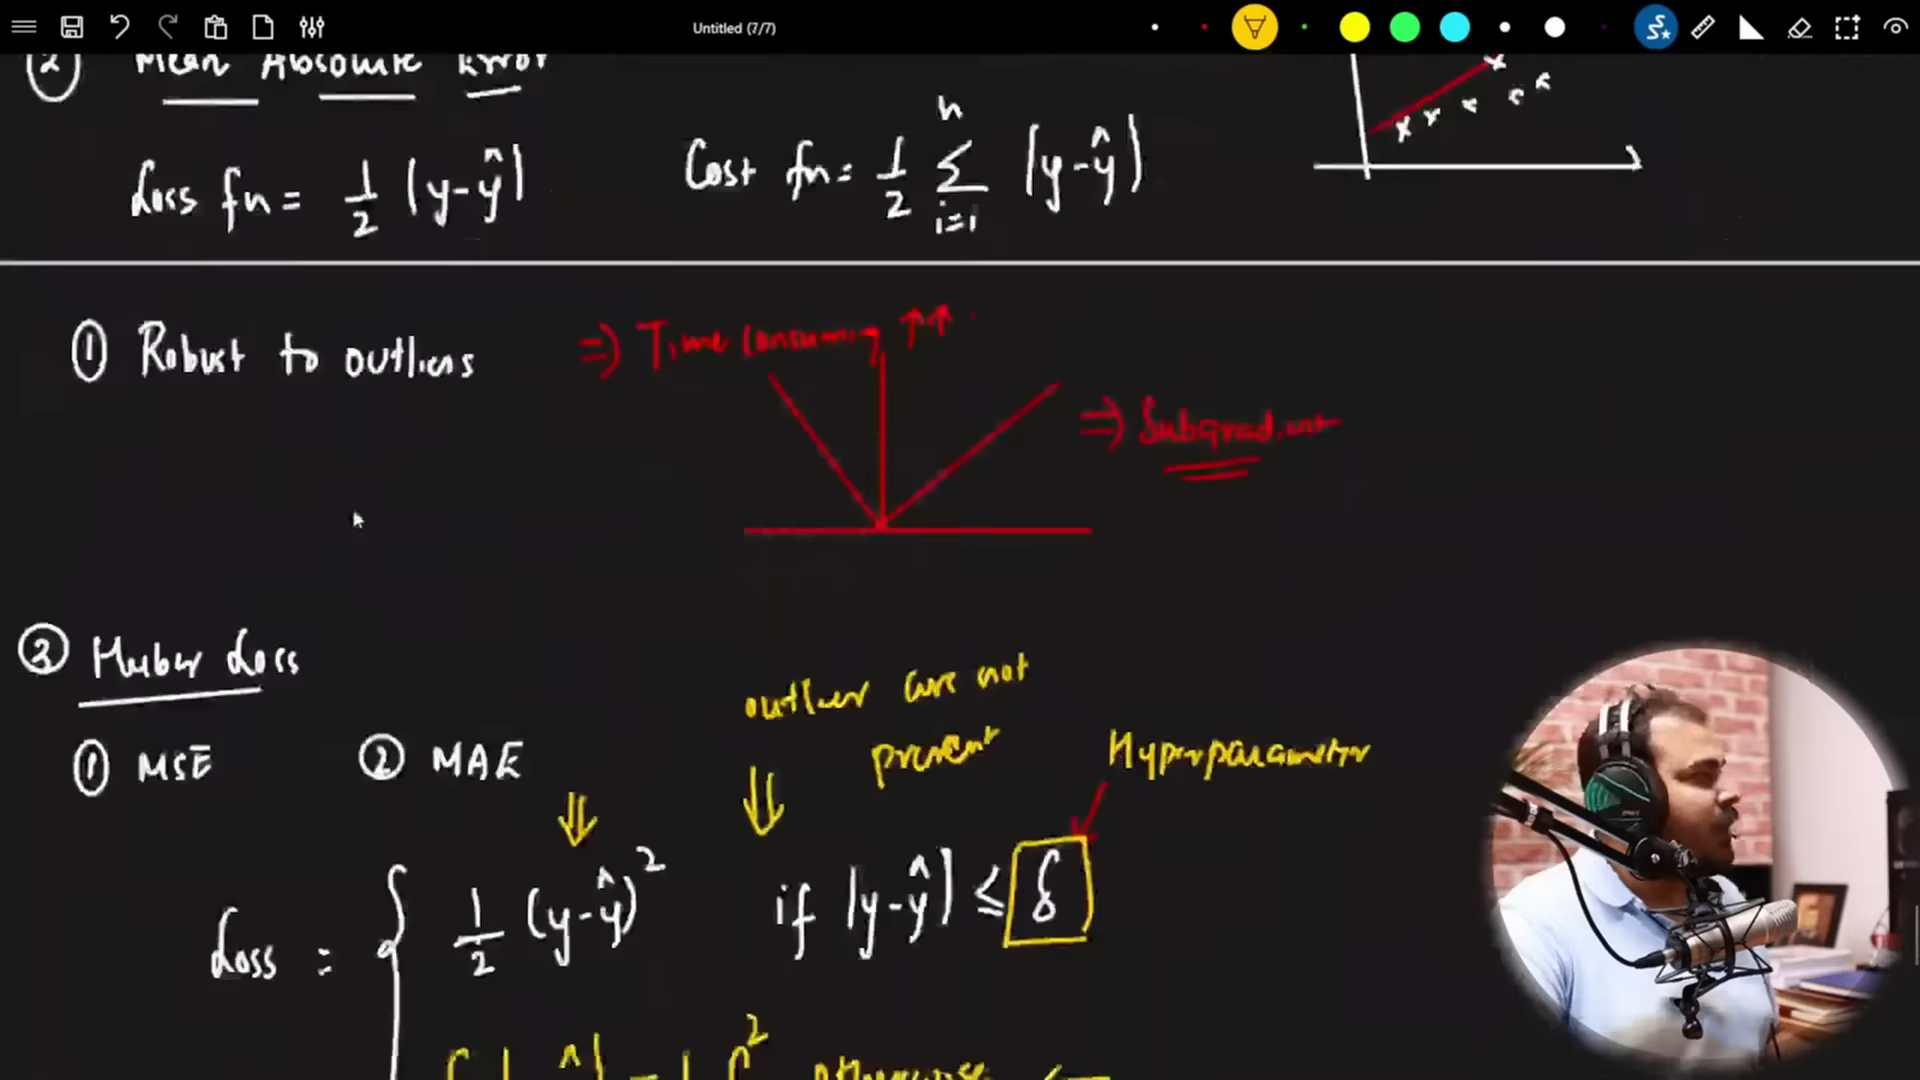 Untitled (7/7)
② Mean Absolute Error
Loss fn = 1/2 |y-ŷ|
Cost fn = 1/2 n Σ i=1 |y-ŷ|
① Robust to outliers
⇒ Time Consuming ↑↑
⇒ Subgradient
③ Huber Loss
① MSE ② MAE
outlier are not
present
Hyperparameter
Loss = { 1/2 (y-ŷ)² if |y-ŷ| ≤ δ
otherwise